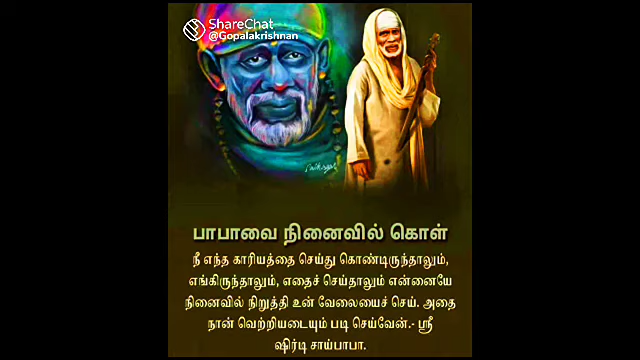 ShareChat
@Gopalakrishnan
பாபாவை நினைவில் கொள்
நீ எந்த காரியத்தை செய்து கொண்டிருந்தாலும்,
எங்கிருந்தாலும், எதைச் செய்தாலும் என்னையே
நினைவில் நிறுத்தி உன் வேலையைச் செய். அதை
நான் வெற்றியடையும் படி செய்வேன்.- ஸ்ரீ
ஷிர்டி சாய்பாபா.